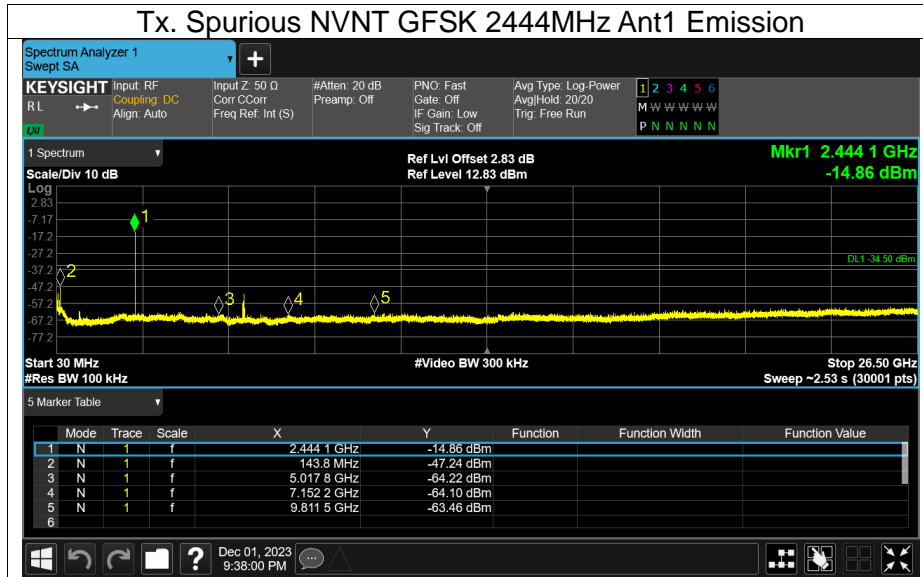 Tx. Spurious NVNT GFSK 2444MHz Ant1 Emission
Spectrum Analyzer 1
Swept SA
+
KEYSIGHT Input: RF Input Z: 50 Ω #Atten: 20 dB PNO: Fast Avg Type: Log-Power 1 2 3 4 5 6
RL Coupling: DC Corr CCorr Preamp: Off Gate: Off Avg|Hold: 20/20 M W W W W W
Align: Auto Freq Ref: Int (S) IF Gain: Low Trig: Free Run
LXI Sig Track: Off P N N N N N
1 Spectrum Ref Lvl Offset 2.83 dB Mkr1 2.444 1 GHz
Scale/Div 10 dB Ref Level 12.83 dBm -14.86 dBm
Log
2.83
-7.17
1
-17.2
-27.2
DL1 -34.50 dBm
-37.2
2
-47.2
-57.2
3 4 5
-67.2
-77.2
Start 30 MHz #Video BW 300 kHz Stop 26.50 GHz
#Res BW 100 kHz Sweep ~2.53 s (30001 pts)
5 Marker Table
Mode Trace Scale X Y Function Function Width Function Value
1 N 1 f 2.444 1 GHz -14.86 dBm
2 N 1 f 143.8 MHz -47.24 dBm
3 N 1 f 5.017 8 GHz -64.22 dBm
4 N 1 f 7.152 2 GHz -64.10 dBm
5 N 1 f 9.811 5 GHz -63.46 dBm
6
? Dec 01, 2023
9:38:00 PM